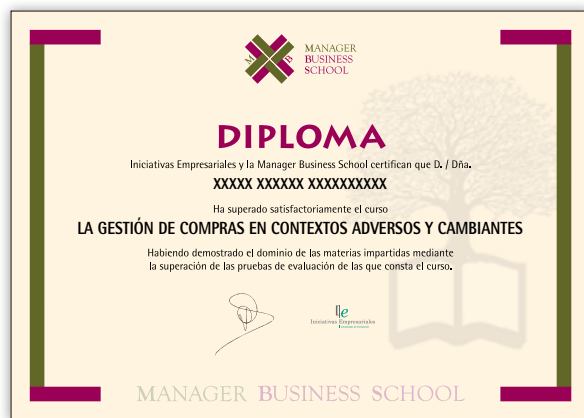 MANAGER
BUSINESS
SCHOOL
M B
DIPLOMA
Iniciativas Empresariales y la Manager Business School certifican que D. / Dña.
XXXXX XXXXXX XXXXXXXXXX
Ha superado satisfactoriamente el curso
LA GESTIÓN DE COMPRAS EN CONTEXTOS ADVERSOS Y CAMBIANTES
Habiendo demostrado el dominio de las materias impartidas mediante
la superación de las pruebas de evaluación de las que consta el curso.
Iniciativas Empresariales
MANAGER BUSINESS SCHOOL